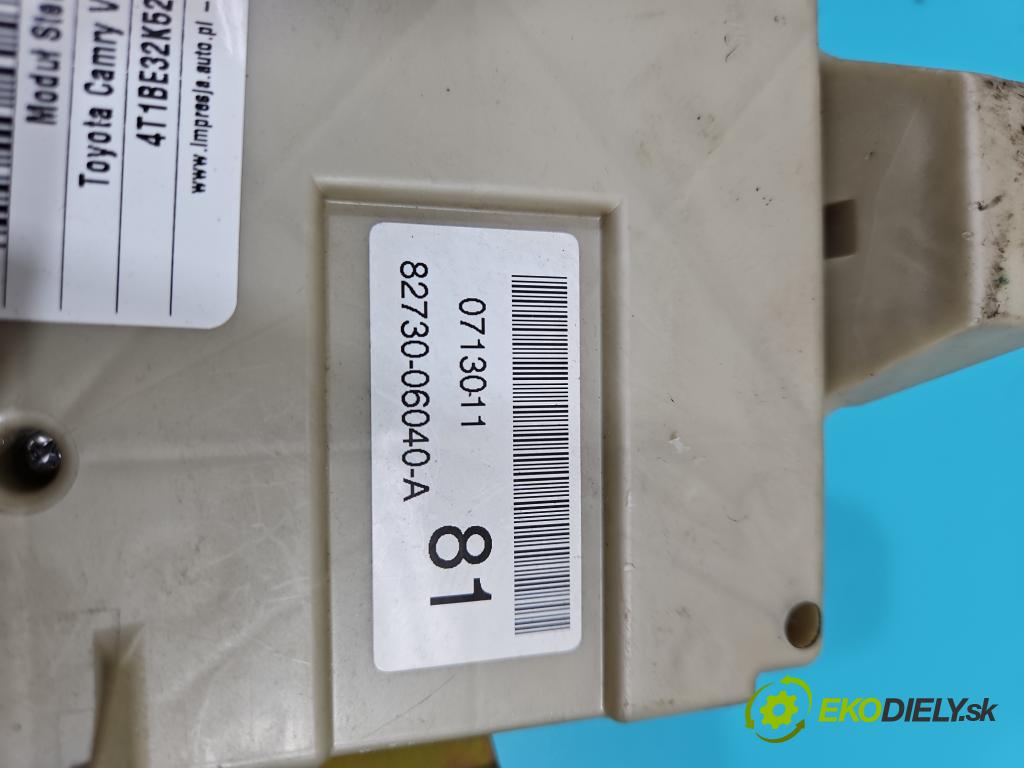 Moduł Ste
Toyota Camry V
4T1BE32K52
www.impresja.auto.pl –
0713011
82730-06040-A
81
EKODIELY.sk